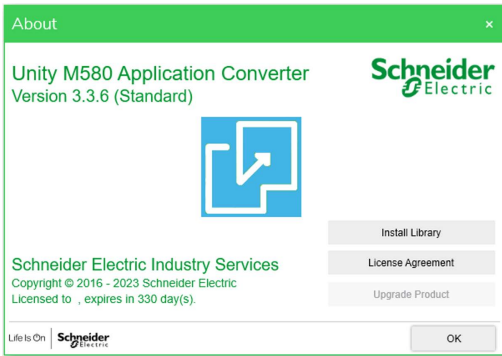 About
×
Unity M580 Application Converter
Version 3.3.6 (Standard)
Schneider
Electric
Install Library
Schneider Electric Industry Services
License Agreement
Copyright © 2016 - 2023 Schneider Electric
Licensed to , expires in 330 day(s).
Upgrade Product
Life Is On
Schneider
Electric
OK